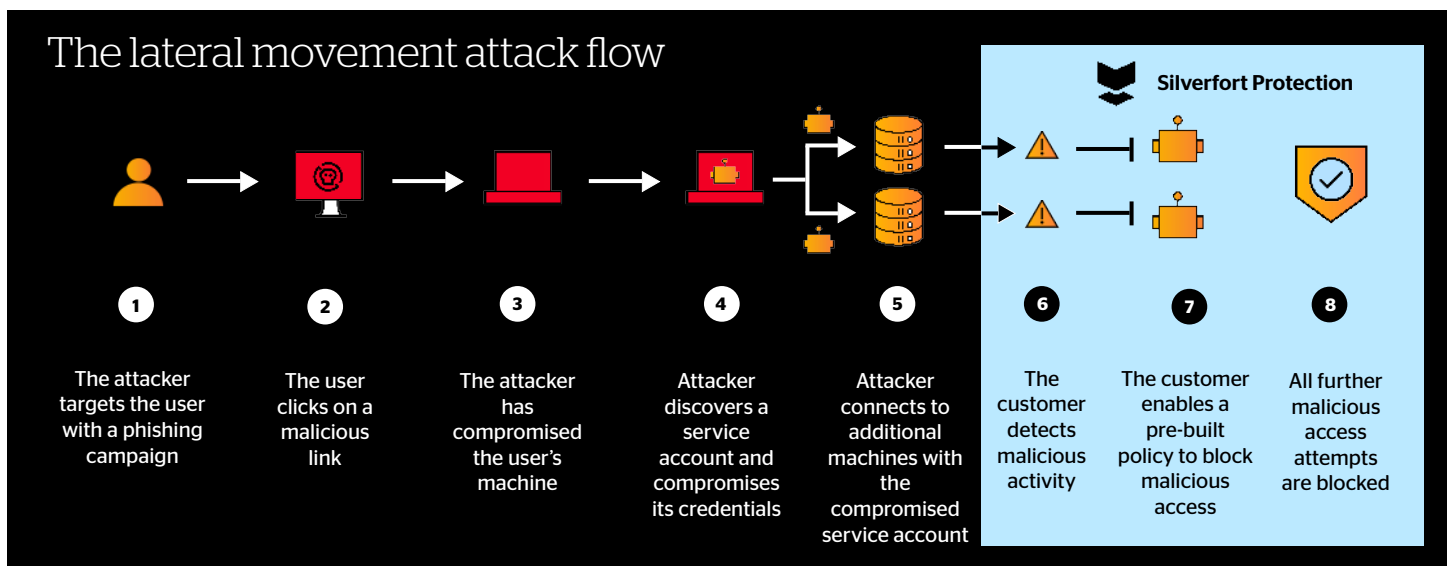 The lateral movement attack flow
Silverfort Protection
1
The attacker
targets the user
with a phishing
campaign
2
The user
clicks on a
malicious
link
3
The attacker
has
compromised
the user’s
machine
4
Attacker
discovers a
service
account and
compromises
its credentials
5
Attacker
connects to
additional
machines with
the
compromised
service account
6
The
customer
detects
malicious
activity
7
The customer
enables a
pre-built
policy to block
malicious
access
8
All further
malicious
access
attempts
are blocked